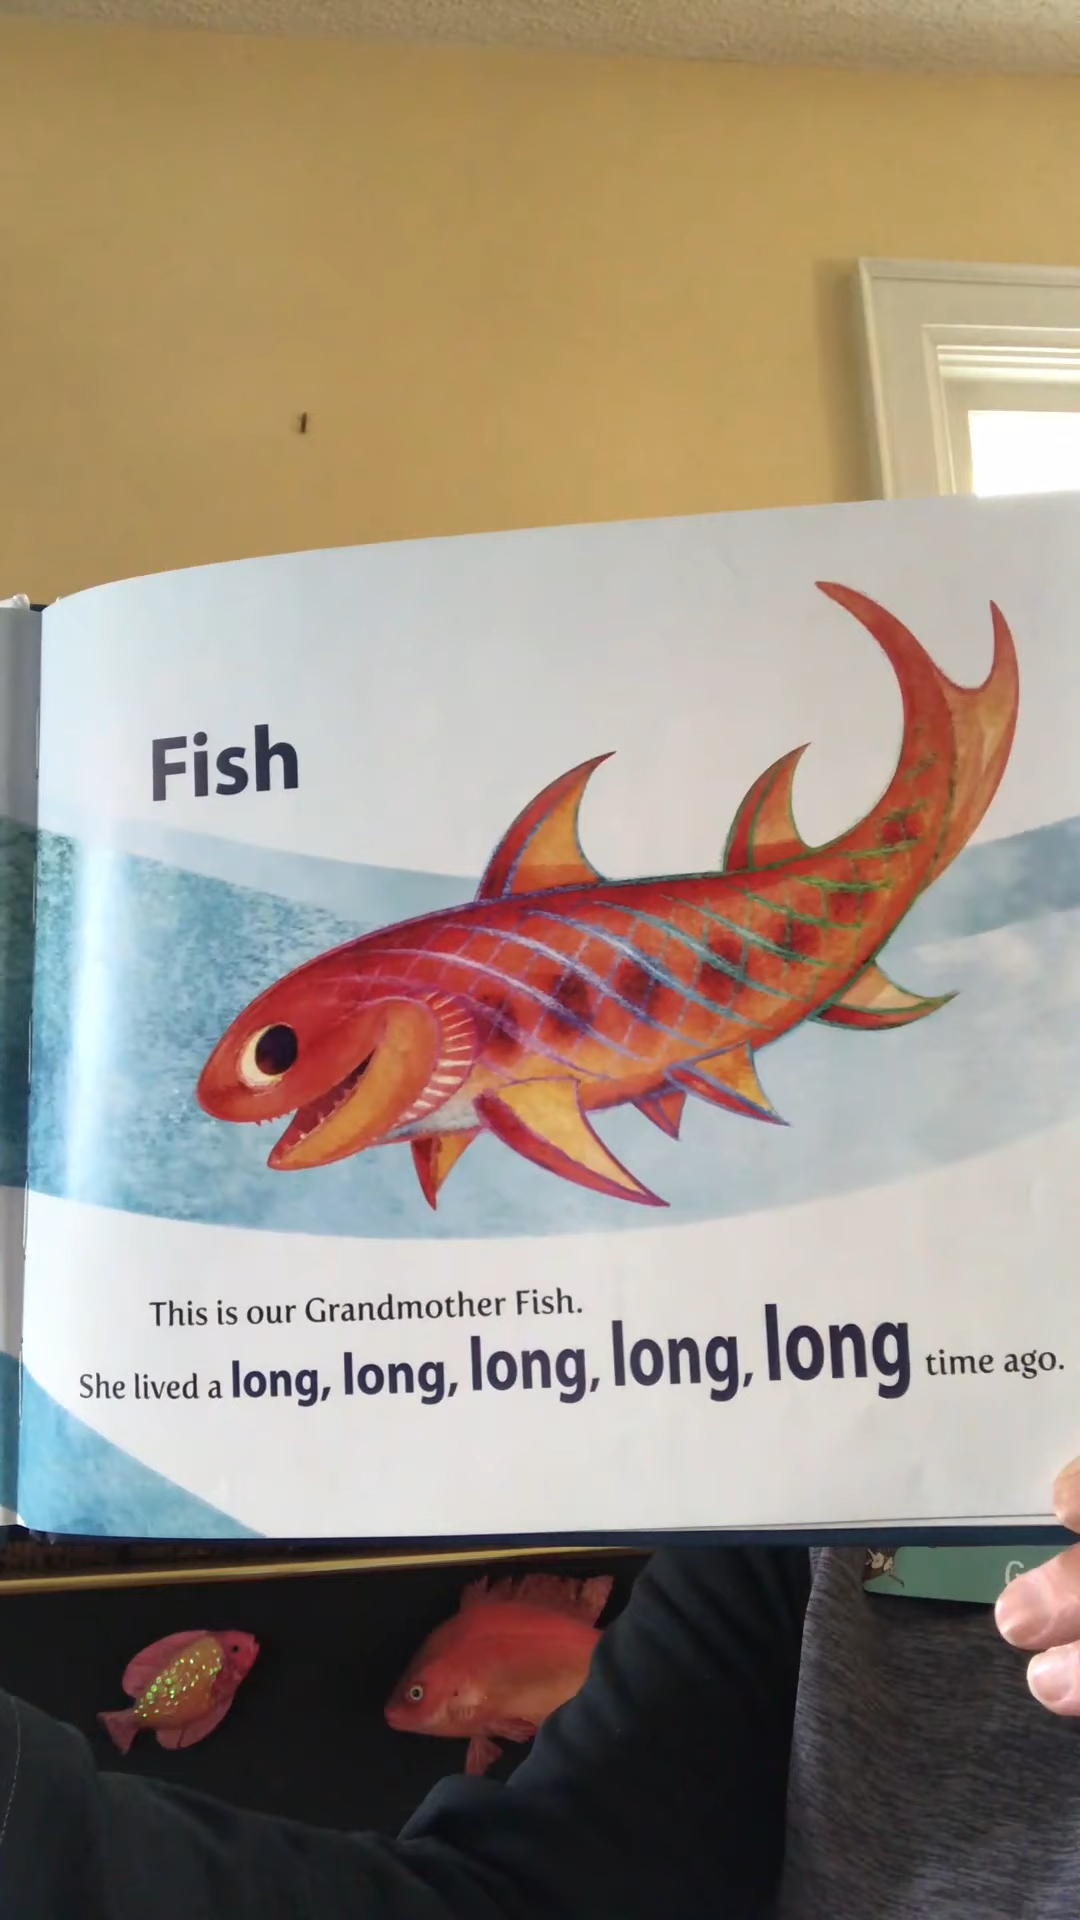 Fish
This is our Grandmother Fish.
She lived a long, long, long, long, long time ago.
G